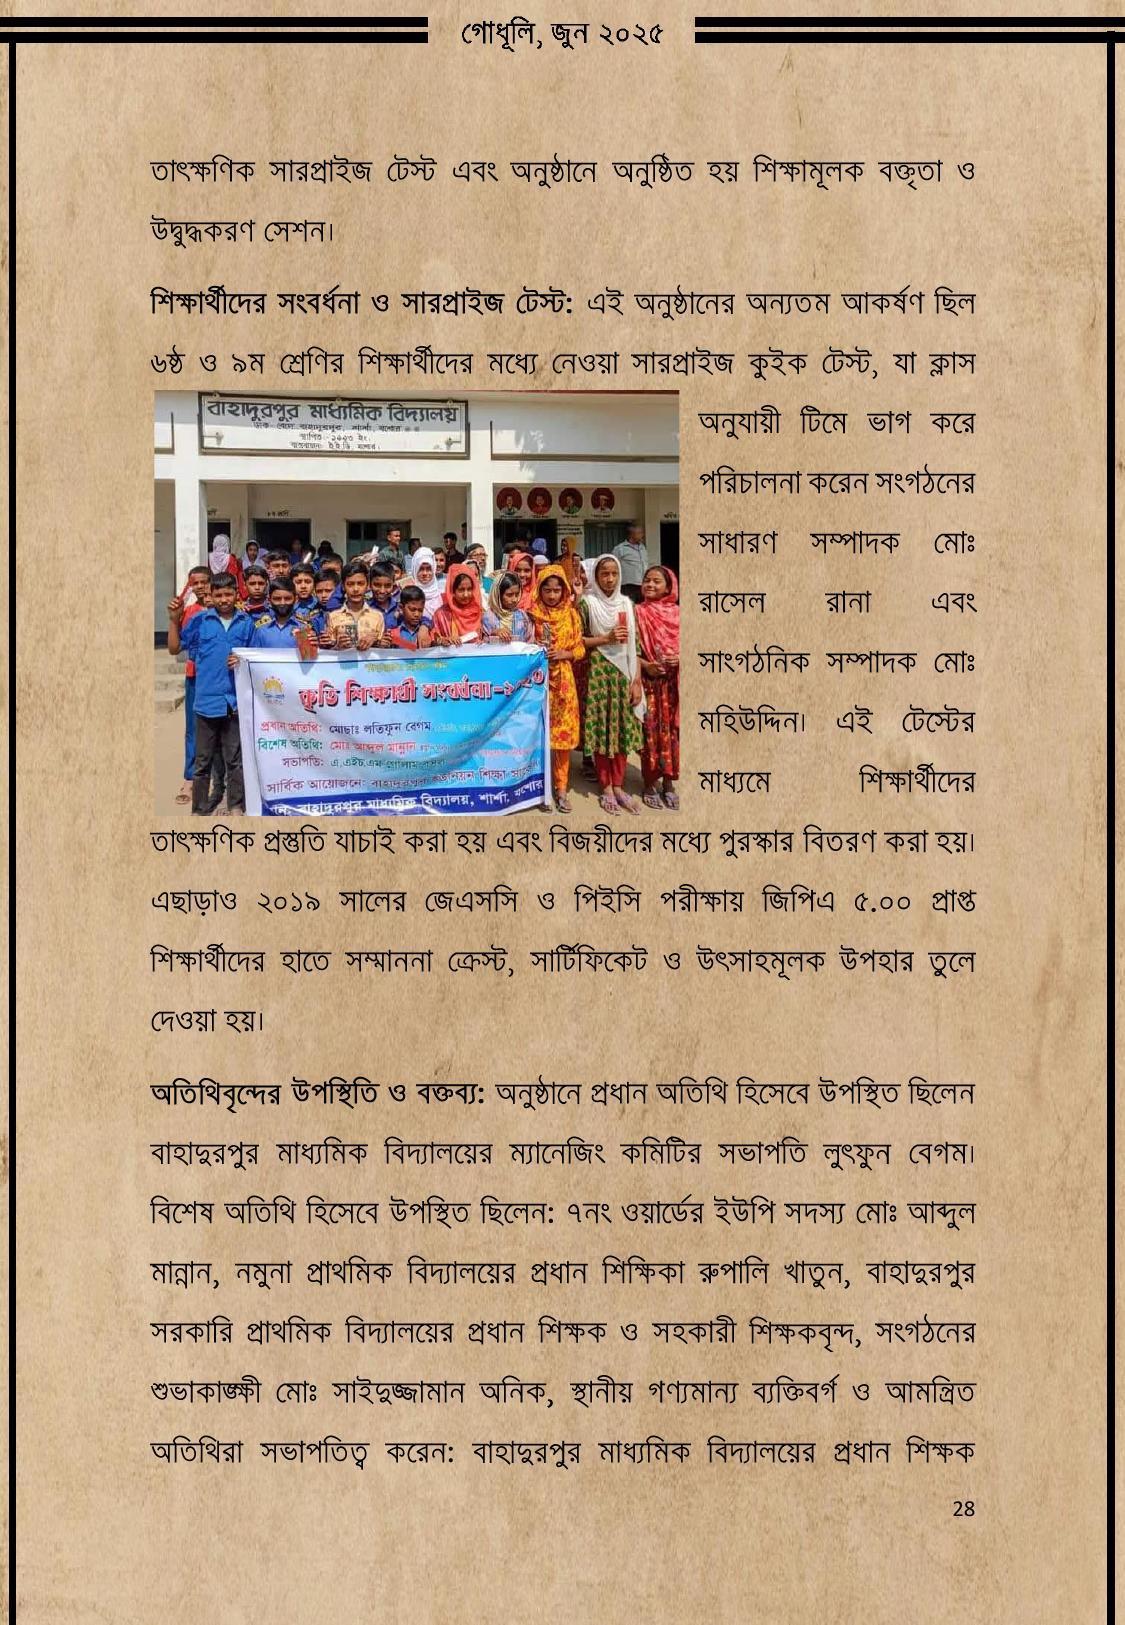 গোধূলি, জুন ২০২৫
তাৎক্ষণিক সারপ্রাইজ টেস্ট এবং অনুষ্ঠানে অনুষ্ঠিত হয় শিক্ষামূলক বক্তৃতা ও
উদ্বুদ্ধকরণ সেশন।
শিক্ষার্থীদের সংবর্ধনা ও সারপ্রাইজ টেস্ট: এই অনুষ্ঠানের অন্যতম আকর্ষণ ছিল
৬ষ্ঠ ও ৯ম শ্রেণির শিক্ষার্থীদের মধ্যে নেওয়া সারপ্রাইজ কুইক টেস্ট, যা ক্লাস
অনুযায়ী টিমে ভাগ করে
পরিচালনা করেন সংগঠনের
সাধারণ সম্পাদক মোঃ
রাসেল রানা এবং
সাংগঠনিক সম্পাদক মোঃ
মহিউদ্দিন। এই টেস্টের
মাধ্যমে শিক্ষার্থীদের
বাহাদুরপুর মাধ্যমিক বিদ্যালয়
কৃতি শিক্ষার্থী সংবর্ধনা
প্রধান অতিথি: মোছাঃ লতিফুন বেগম
বিশেষ অতিথি: মোঃ আব্দুল মান্নান
সভাপতি: এ.এইচ.এম গোলাম
সার্বিক আয়োজনে: বাহাদুরপুর ইউনিয়ন শিক্ষা
বাহাদুরপুর মাধ্যমিক বিদ্যালয়, শার্শা, যশোর
তাৎক্ষণিক প্রস্তুতি যাচাই করা হয় এবং বিজয়ীদের মধ্যে পুরস্কার বিতরণ করা হয়।
এছাড়াও ২০১৯ সালের জেএসসি ও পিইসি পরীক্ষায় জিপিএ ৫.০০ প্রাপ্ত
শিক্ষার্থীদের হাতে সম্মাননা ক্রেস্ট, সার্টিফিকেট ও উৎসাহমূলক উপহার তুলে
দেওয়া হয়।
অতিথিবৃন্দের উপস্থিতি ও বক্তব্য: অনুষ্ঠানে প্রধান অতিথি হিসেবে উপস্থিত ছিলেন
বাহাদুরপুর মাধ্যমিক বিদ্যালয়ের ম্যানেজিং কমিটির সভাপতি লুৎফুন বেগম।
বিশেষ অতিথি হিসেবে উপস্থিত ছিলেন: ৭নং ওয়ার্ডের ইউপি সদস্য মোঃ আব্দুল
মান্নান, নমুনা প্রাথমিক বিদ্যালয়ের প্রধান শিক্ষিকা রুপালি খাতুন, বাহাদুরপুর
সরকারি প্রাথমিক বিদ্যালয়ের প্রধান শিক্ষক ও সহকারী শিক্ষকবৃন্দ, সংগঠনের
শুভাকাঙ্ক্ষী মোঃ সাইদুজ্জামান অনিক, স্থানীয় গণ্যমান্য ব্যক্তিবর্গ ও আমন্ত্রিত
অতিথিরা সভাপতিত্ব করেন: বাহাদুরপুর মাধ্যমিক বিদ্যালয়ের প্রধান শিক্ষক
28